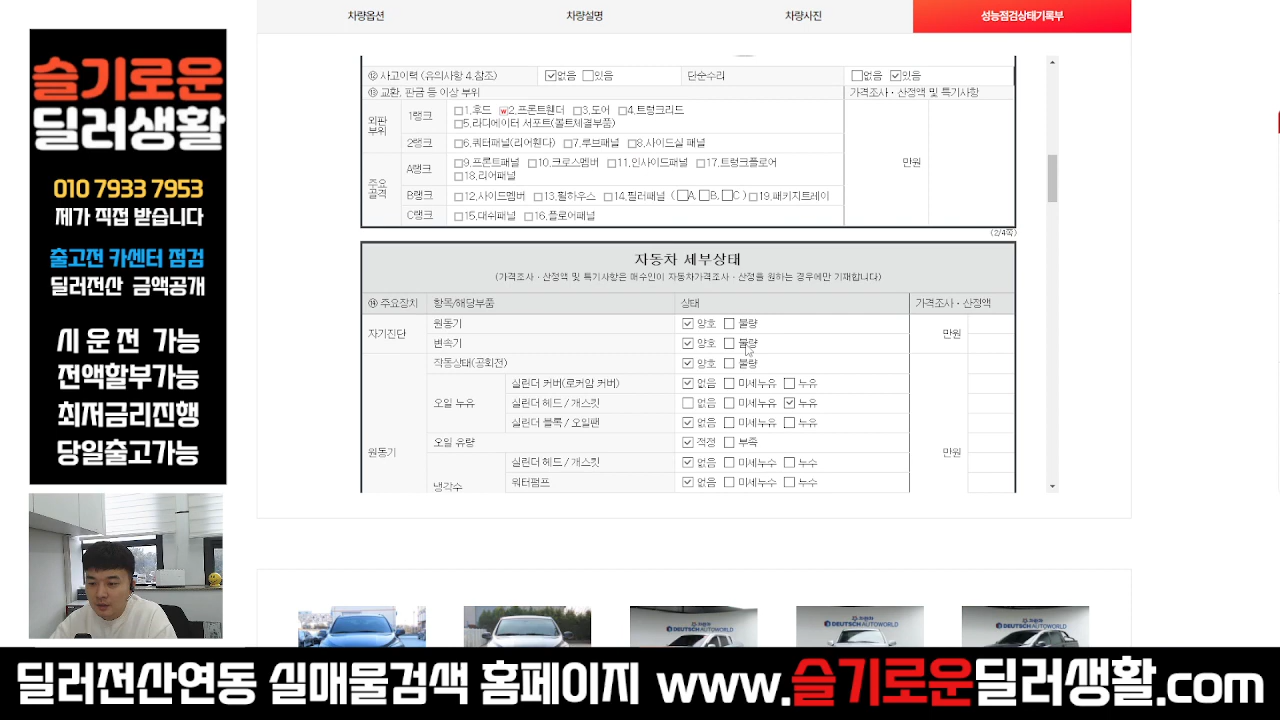 차량옵션
차량설명
차량사진
성능점검상태기록부
슬기로운
딜러생활
010 7933 7953
제가 직접 받습니다
출고전 카센터 점검
딜러전산 금액공개
시 운 전 가능
전액할부가능
최저금리진행
당일출고가능
⑫ 사고이력 (유의사항 4 참조) 없음 있음 단순수리 없음 있음
⑬ 교환, 판금 등 이상 부위 가격조사·산정액 및 특기사항
외판 부위
1랭크 1.후드 2.프론트휀더 3.도어 4.트렁크리드
5.라디에이터 서포트(볼트체결부품)
2랭크 6.쿼터패널(리어휀다) 7.루브패널 8.사이드실 패널
주요 골격
A랭크 9.프론트패널 10.크로스멤버 11.인사이드패널 17.트렁크플로어
18.리어패널
만원
B랭크 12.사이드멤버 13.휠하우스 14.필러패널 ( A, B, C ) 19.패키지트레이
C랭크 15.대쉬패널 16.플로어패널
(2/4쪽)
자동차 세부상태
(가격조사·산정액 및 특기사항은 매수인이 자동차가격조사·산정을 원하는 경우에만 기재합니다)
⑭ 주요장치 항목/해당부품 상태 가격조사·산정액
자기진단 원동기 양호 불량 만원
변속기 양호 불량
원동기 작동상태(공회전) 양호 불량 만원
오일 누유 실린더 커버(로커암 커버) 없음 미세누유 누유
실린더 헤드 / 개스킷 없음 미세누유 누유
실린더 블록 / 오일팬 없음 미세누유 누유
오일 유량 적정 부족
냉각수 실린더 헤드 / 개스킷 없음 미세누수 누수
워터펌프 없음 미세누수 누수
DEUTSCH AUTOWORLD
DEUTSCH AUTOWORLD
DEUTSCH AUTOWORLD
딜러전산연동 실매물검색 홈페이지 www.슬기로운딜러생활.com